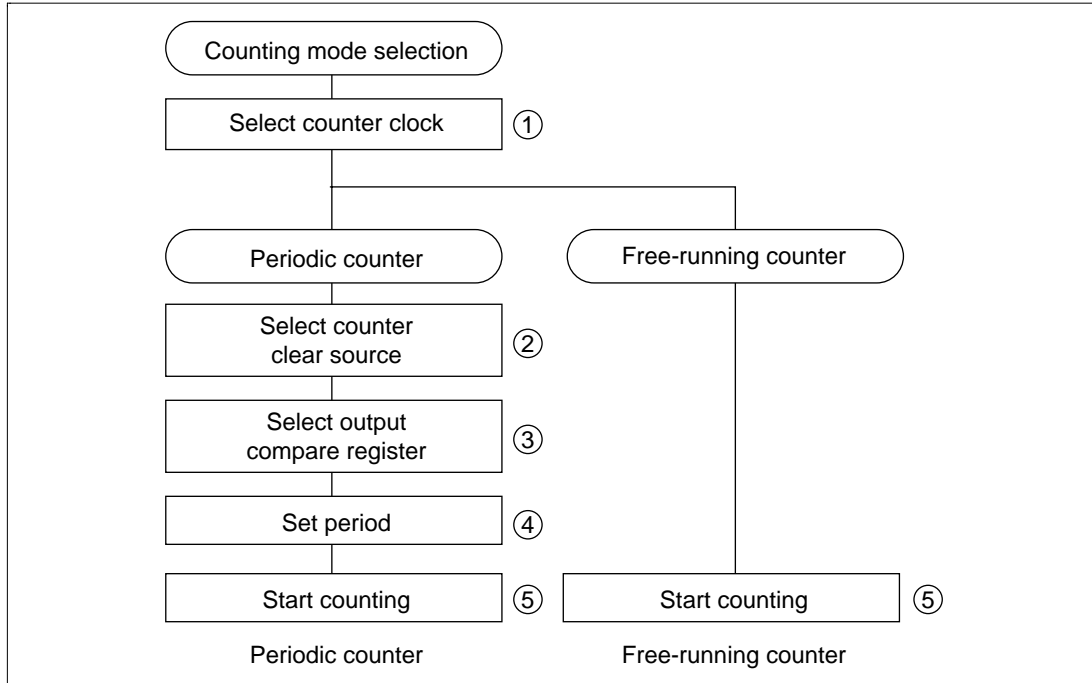 Counting mode selection
Select counter clock
①
Periodic counter
Free-running counter
Select counter
clear source
②
Select output
compare register
③
Set period
④
Start counting
⑤
Start counting
⑤
Periodic counter
Free-running counter